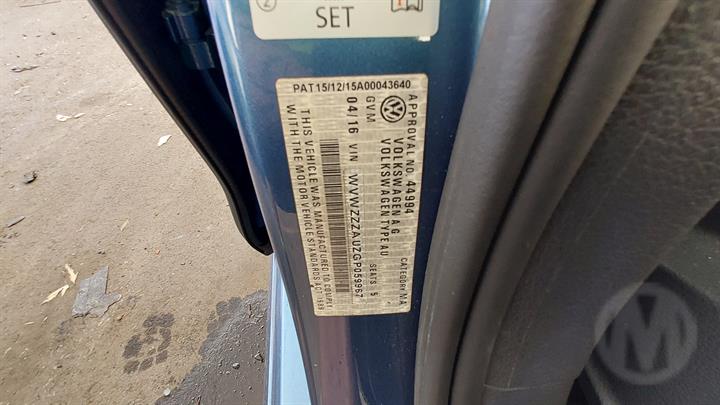 SET
PAT15/12/15A00043640
APPROVAL NO. 44994
VOLKSWAGEN AG
VOLKSWAGEN TYPE AU
CATEGORY MA
SEATS 5
GVM
04/16 VIN WVWZZZAUZGP059967
THIS VEHICLE WAS MANUFACTURED TO COMPLY
WITH THE MOTOR VEHICLE STANDARDS ACT 1989